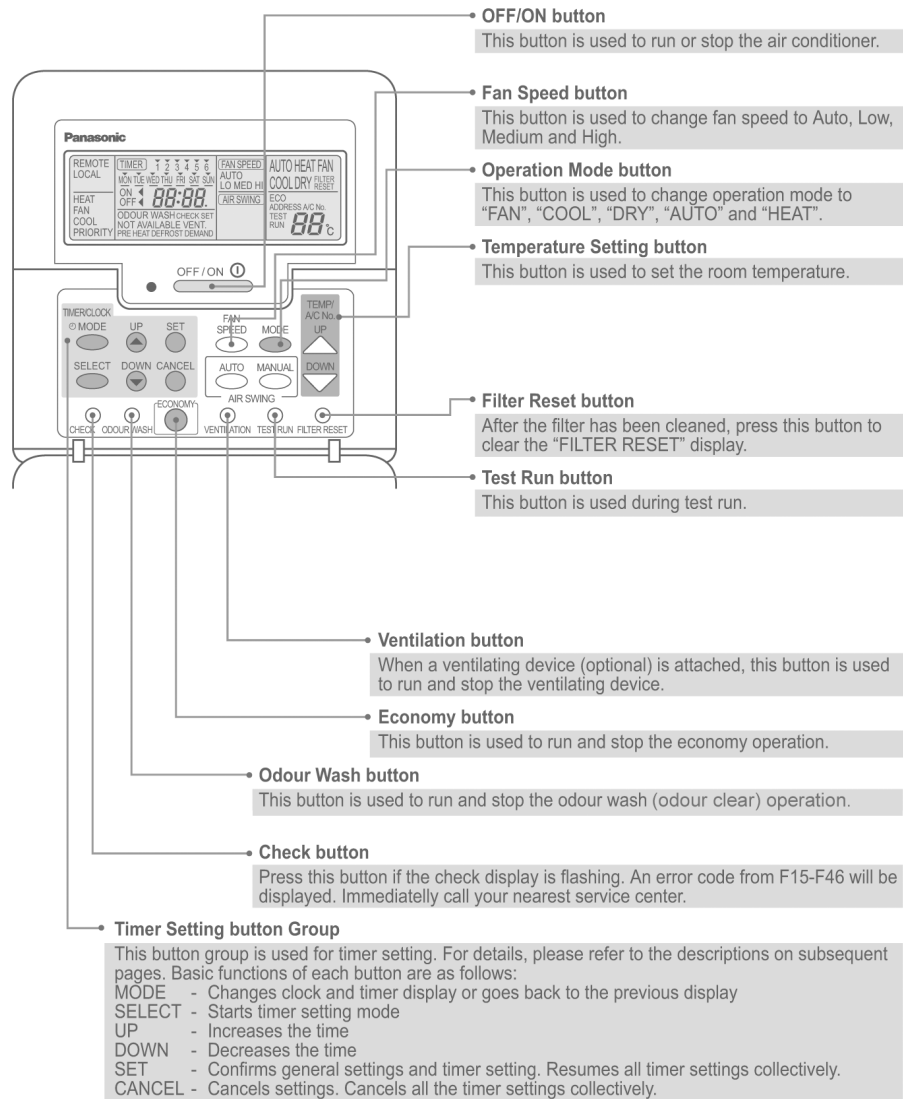 OFF/ON button
This button is used to run or stop the air conditioner.
Fan Speed button
This button is used to change fan speed to Auto, Low,
Medium and High.
Operation Mode button
This button is used to change operation mode to
“FAN”, “COOL”, “DRY”, “AUTO” and “HEAT”.
Temperature Setting button
This button is used to set the room temperature.
Panasonic
REMOTE
LOCAL
HEAT
FAN
COOL
PRIORITY
TIMER 1 2 3 4 5 6
MON TUE WED THU FRI SAT SUN
ON
OFF 88:88.
ODOUR WASH CHECK SET
NOT AVAILABLE VENT.
PRE HEAT DEFROST DEMAND
FAN SPEED
AUTO
LO MED HI
AIR SWING
AUTO HEAT FAN
COOL DRY FILTER RESET
ECO
ADDRESS A/C No.
TEST
RUN 88 °C
OFF / ON
TIMER/CLOCK
MODE UP SET
SELECT DOWN CANCEL
FAN
SPEED MODE
AUTO MANUAL
AIR SWING
TEMP/
A/C No.
UP
DOWN
ECONOMY
CHECK ODOUR WASH VENTILATION TEST RUN FILTER RESET
Filter Reset button
After the filter has been cleaned, press this button to
clear the “FILTER RESET” display.
Test Run button
This button is used during test run.
Ventilation button
When a ventilating device (optional) is attached, this button is used
to run and stop the ventilating device.
Economy button
This button is used to run and stop the economy operation.
Odour Wash button
This button is used to run and stop the odour wash (odour clear) operation.
Check button
Press this button if the check display is flashing. An error code from F15-F46 will be
displayed. Immediatelly call your nearest service center.
Timer Setting button Group
This button group is used for timer setting. For details, please refer to the descriptions on subsequent
pages. Basic functions of each button are as follows:
MODE - Changes clock and timer display or goes back to the previous display
SELECT - Starts timer setting mode
UP - Increases the time
DOWN - Decreases the time
SET - Confirms general settings and timer setting. Resumes all timer settings collectively.
CANCEL - Cancels settings. Cancels all the timer settings collectively.